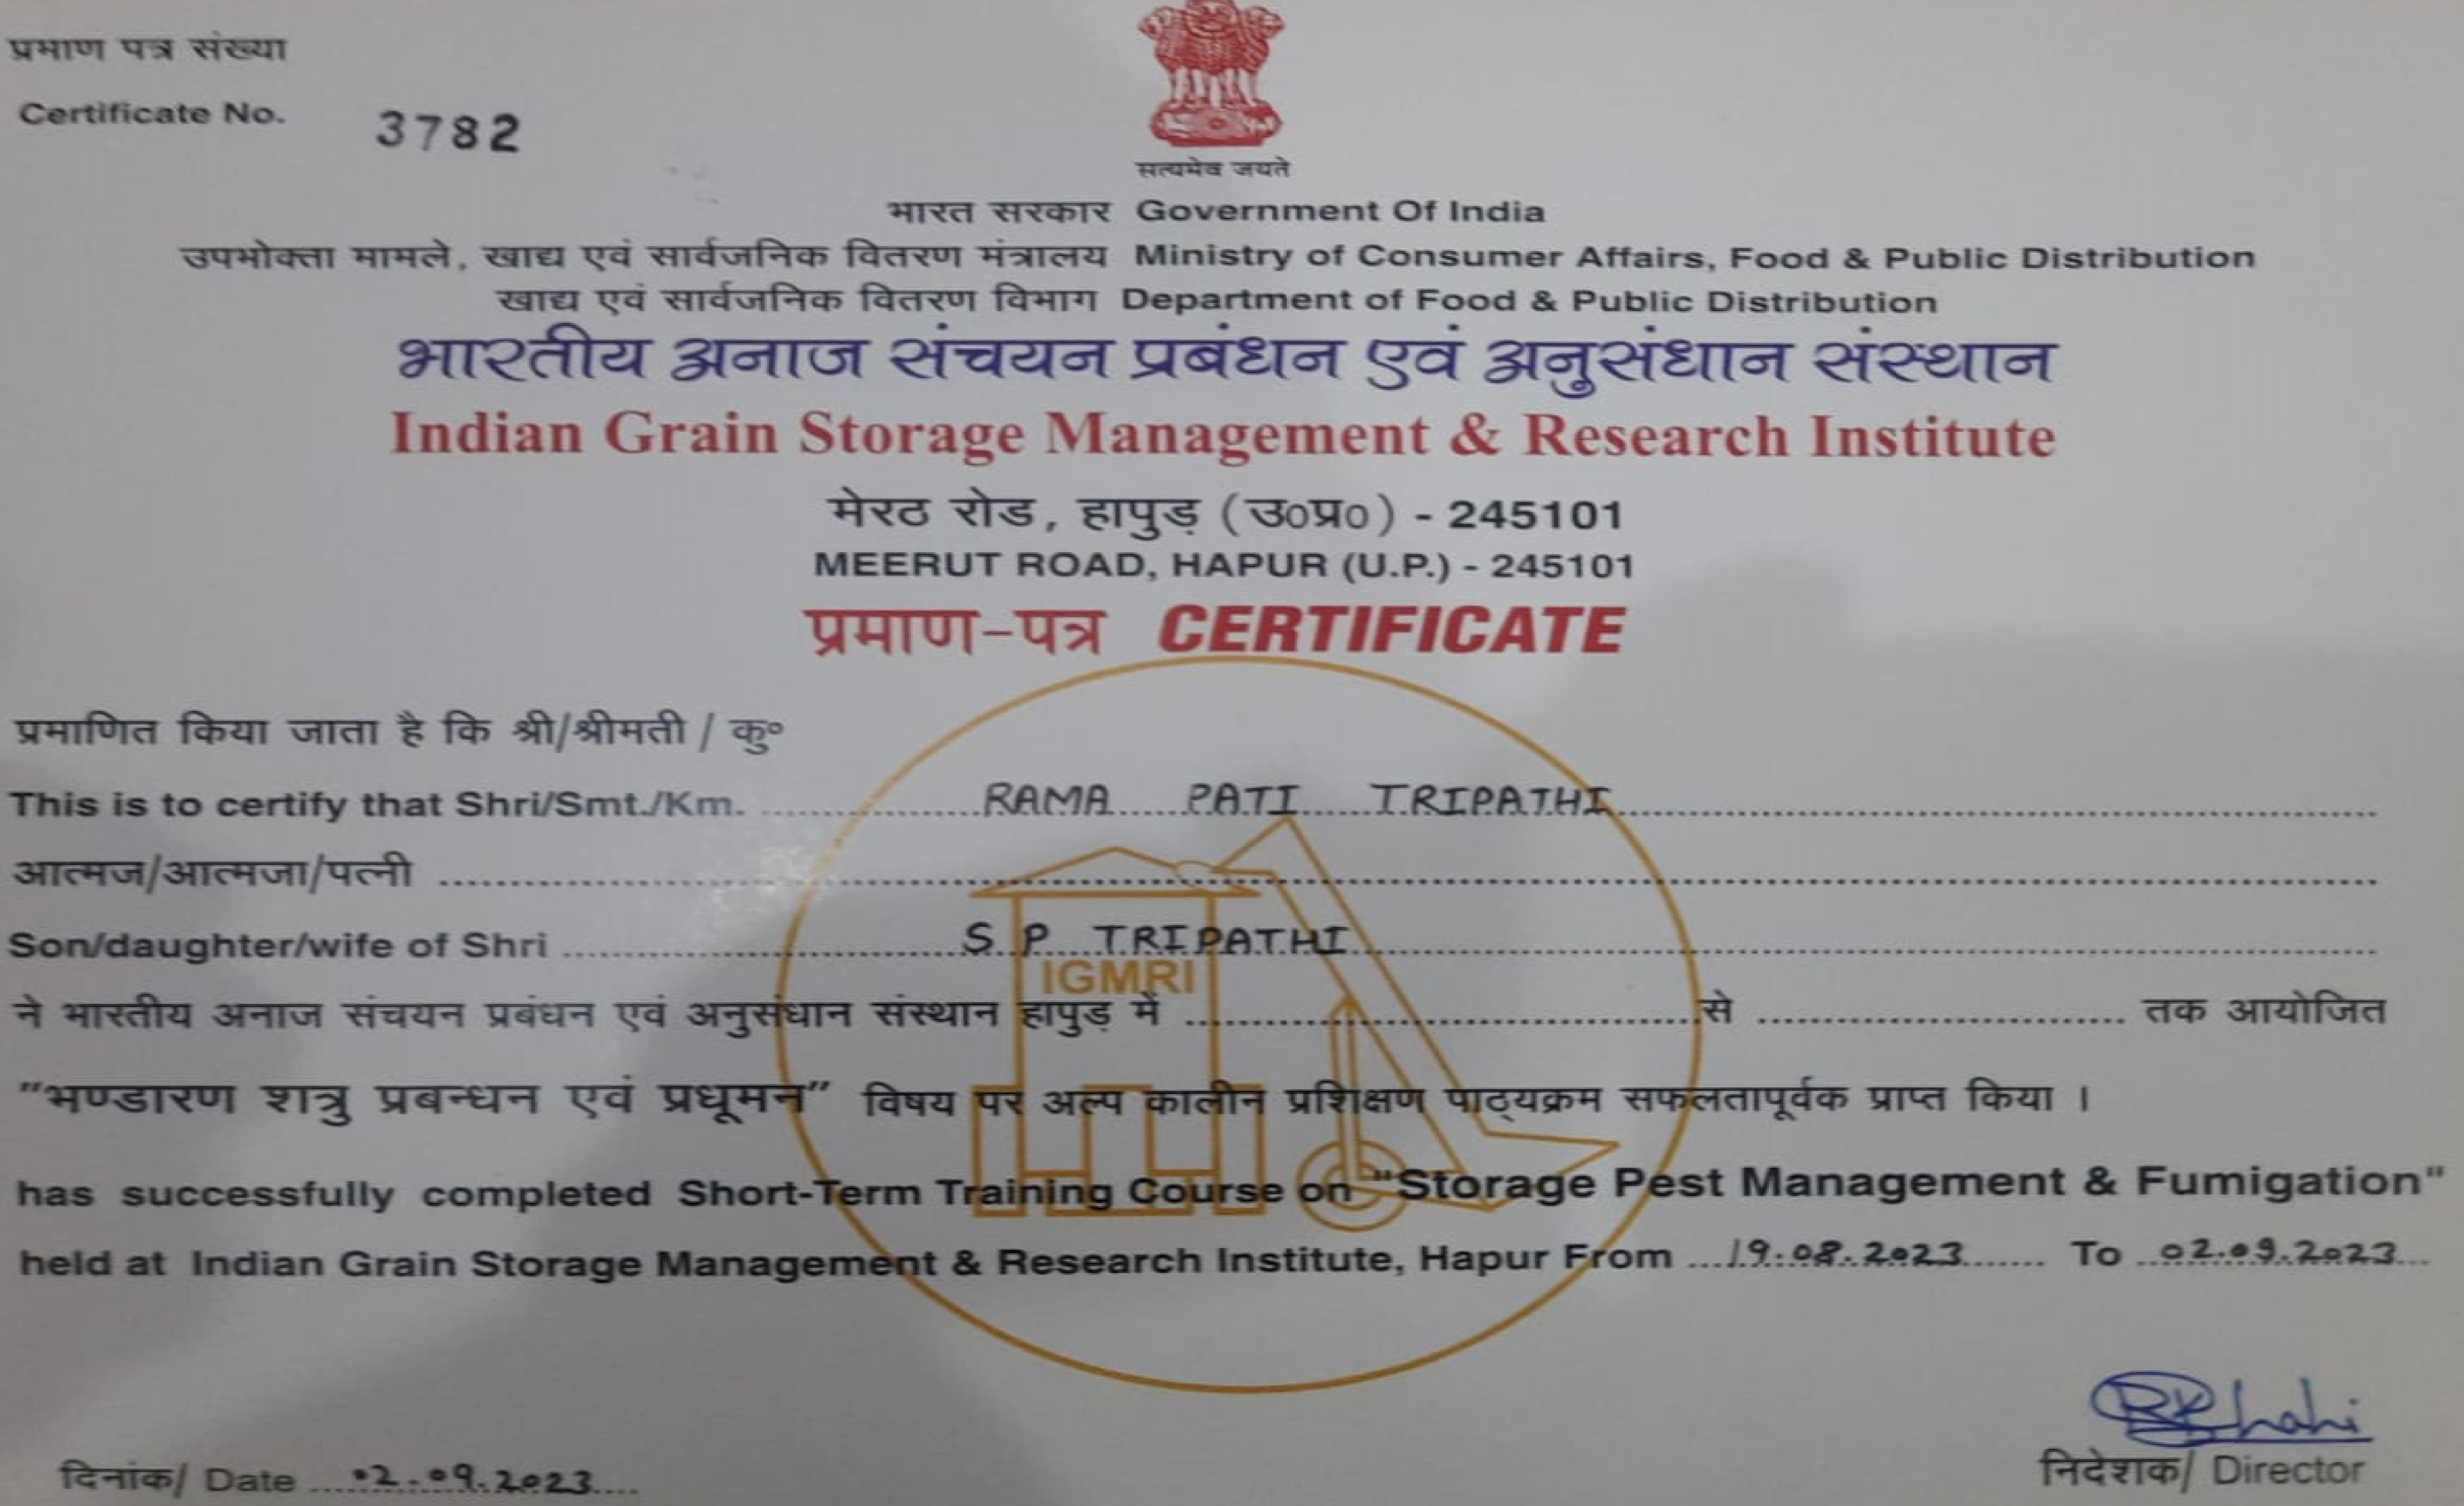 प्रमाण पत्र संख्या
Certificate No. 3782
सत्यमेव जयते
भारत सरकार Government Of India
उपभोक्ता मामले, खाद्य एवं सार्वजनिक वितरण मंत्रालय Ministry of Consumer Affairs, Food & Public Distribution
खाद्य एवं सार्वजनिक वितरण विभाग Department of Food & Public Distribution
भारतीय अनाज संचयन प्रबंधन एवं अनुसंधान संस्थान
Indian Grain Storage Management & Research Institute
मेरठ रोड, हापुड़ (उ०प्र०) - 245101
MEERUT ROAD, HAPUR (U.P.) - 245101
प्रमाण-पत्र CERTIFICATE
प्रमाणित किया जाता है कि श्री/श्रीमती / कु०
This is to certify that Shri/Smt./Km. RAMA PATI TRIPATHI
आत्मज/आत्मजा/पत्नी
Son/daughter/wife of Shri S P TRIPATHI
IGMRI
ने भारतीय अनाज संचयन प्रबंधन एवं अनुसंधान संस्थान हापुड़ में से तक आयोजित
"भण्डारण शत्रु प्रबन्धन एवं प्रधूमन" विषय पर अल्प कालीन प्रशिक्षण पाठ्यक्रम सफलतापूर्वक प्राप्त किया ।
has successfully completed Short-Term Training Course on "Storage Pest Management & Fumigation"
held at Indian Grain Storage Management & Research Institute, Hapur From 19.08.2023 To 02.09.2023
दिनांक/ Date 02.09.2023
निदेशक/ Director